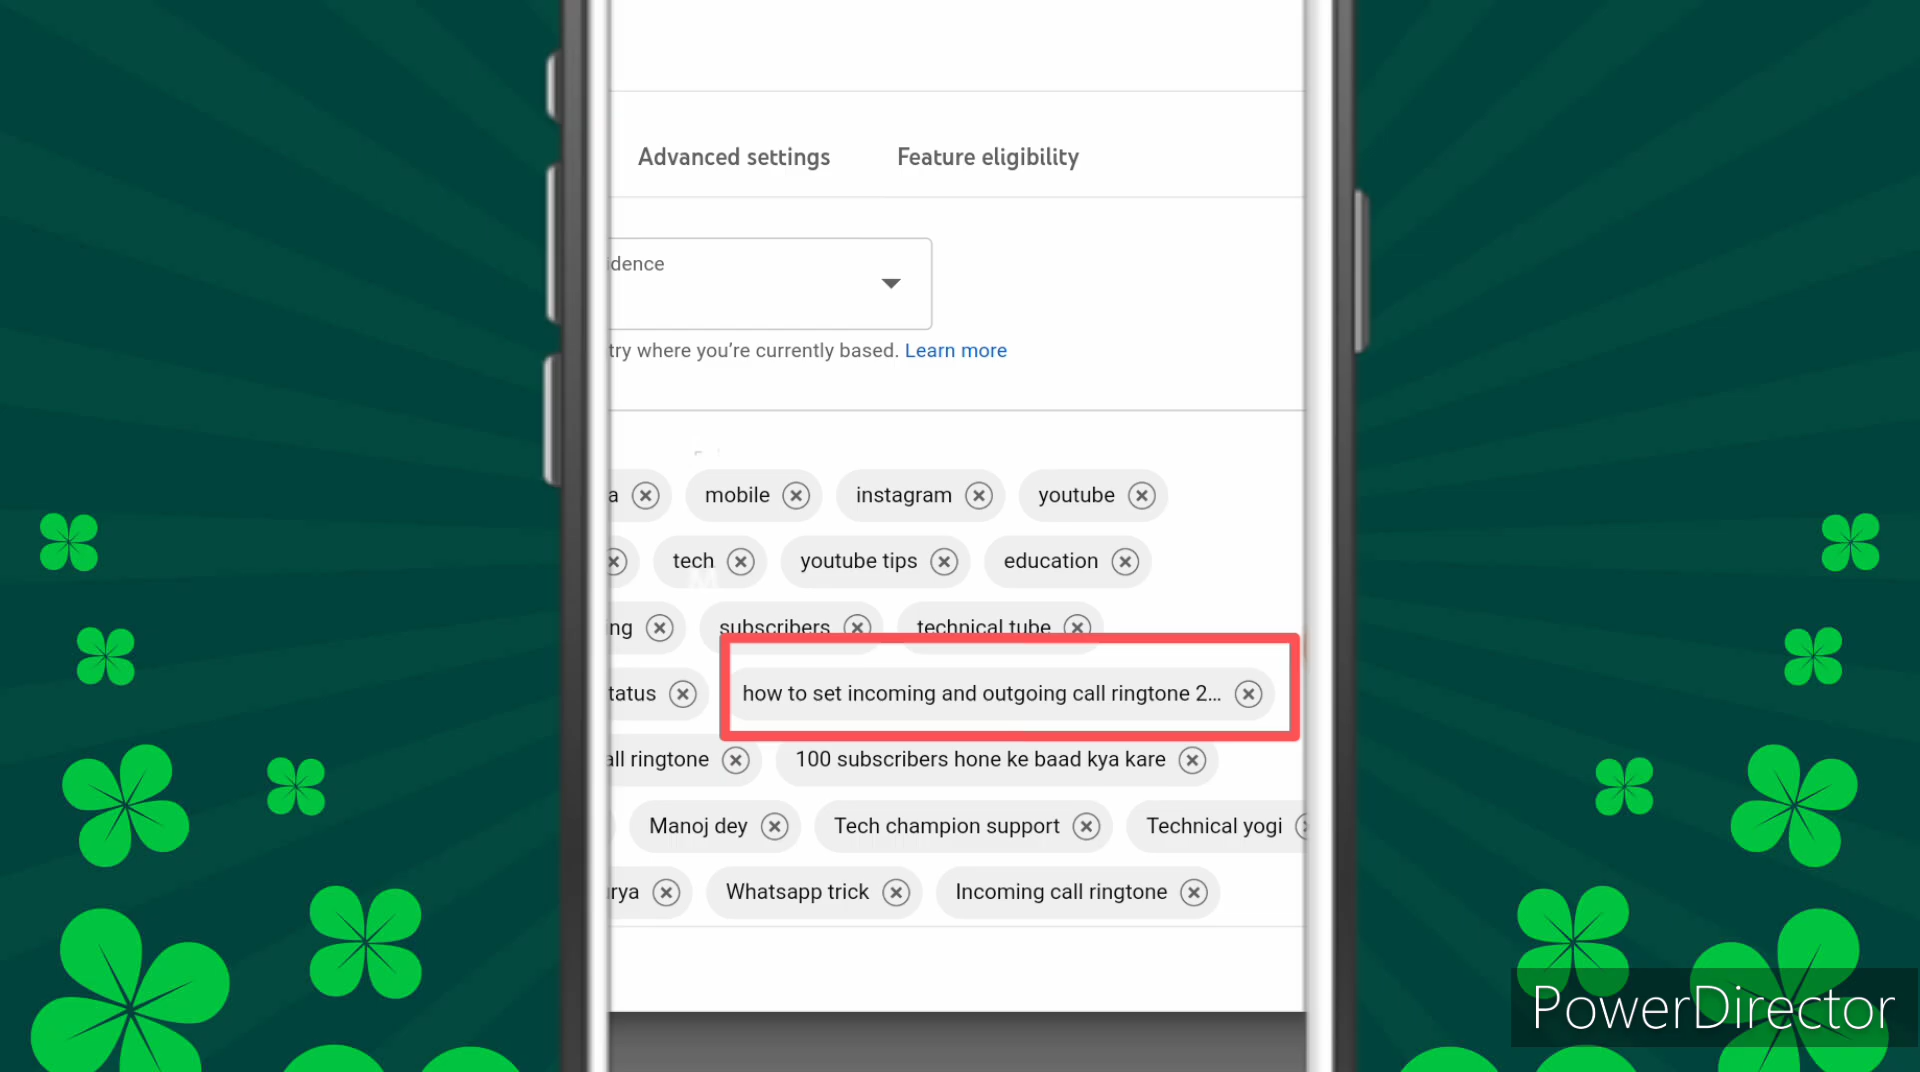 Advanced settings Feature eligibility
dence
try where you're currently based. Learn more
a mobile instagram youtube
tech youtube tips education
ng subscribers technical tube
tatus how to set incoming and outgoing call ringtone 2...
all ringtone 100 subscribers hone ke baad kya kare
Manoj dey Tech champion support Technical yogi
rya Whatsapp trick Incoming call ringtone
PowerDirector